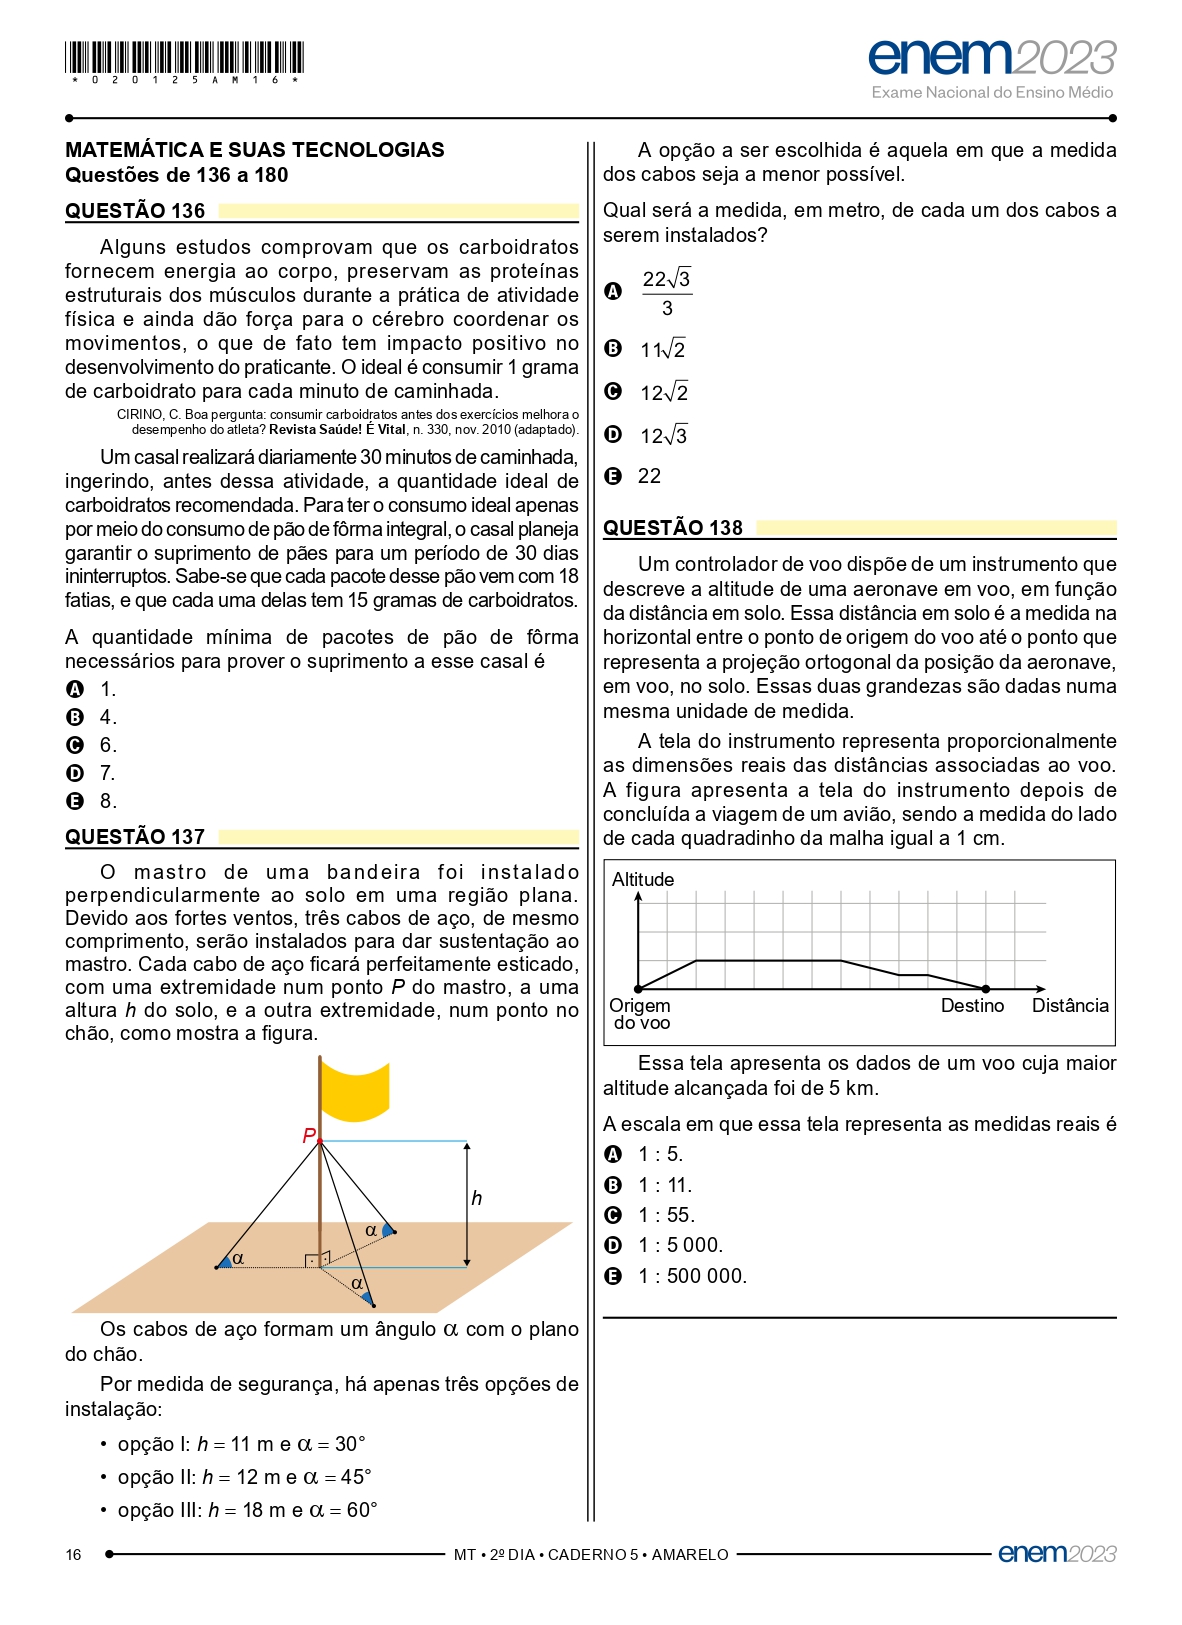 *020125AM16*
enem2023
Exame Nacional do Ensino Médio
MATEMÁTICA E SUAS TECNOLOGIAS
Questões de 136 a 180
QUESTÃO 136
Alguns estudos comprovam que os carboidratos
fornecem energia ao corpo, preservam as proteínas
estruturais dos músculos durante a prática de atividade
física e ainda dão força para o cérebro coordenar os
movimentos, o que de fato tem impacto positivo no
desenvolvimento do praticante. O ideal é consumir 1 grama
de carboidrato para cada minuto de caminhada.
CIRINO, C. Boa pergunta: consumir carboidratos antes dos exercícios melhora o
desempenho do atleta? Revista Saúde! É Vital, n. 330, nov. 2010 (adaptado).
Um casal realizará diariamente 30 minutos de caminhada,
ingerindo, antes dessa atividade, a quantidade ideal de
carboidratos recomendada. Para ter o consumo ideal apenas
por meio do consumo de pão de fôrma integral, o casal planeja
garantir o suprimento de pães para um período de 30 dias
ininterruptos. Sabe-se que cada pacote desse pão vem com 18
fatias, e que cada uma delas tem 15 gramas de carboidratos.
A quantidade mínima de pacotes de pão de fôrma
necessários para prover o suprimento a esse casal é
A 1.
B 4.
C 6.
D 7.
E 8.
QUESTÃO 137
O mastro de uma bandeira foi instalado
perpendicularmente ao solo em uma região plana.
Devido aos fortes ventos, três cabos de aço, de mesmo
comprimento, serão instalados para dar sustentação ao
mastro. Cada cabo de aço ficará perfeitamente esticado,
com uma extremidade num ponto P do mastro, a uma
altura h do solo, e a outra extremidade, num ponto no
chão, como mostra a figura.
P
h
α
α
α
Os cabos de aço formam um ângulo α com o plano
do chão.
Por medida de segurança, há apenas três opções de
instalação:
• opção I: h = 11 m e α = 30°
• opção II: h = 12 m e α = 45°
• opção III: h = 18 m e α = 60°
A opção a ser escolhida é aquela em que a medida
dos cabos seja a menor possível.
Qual será a medida, em metro, de cada um dos cabos a
serem instalados?
A 22√3
3
B 11√2
C 12√2
D 12√3
E 22
QUESTÃO 138
Um controlador de voo dispõe de um instrumento que
descreve a altitude de uma aeronave em voo, em função
da distância em solo. Essa distância em solo é a medida na
horizontal entre o ponto de origem do voo até o ponto que
representa a projeção ortogonal da posição da aeronave,
em voo, no solo. Essas duas grandezas são dadas numa
mesma unidade de medida.
A tela do instrumento representa proporcionalmente
as dimensões reais das distâncias associadas ao voo.
A figura apresenta a tela do instrumento depois de
concluída a viagem de um avião, sendo a medida do lado
de cada quadradinho da malha igual a 1 cm.
Altitude
Origem
do voo
Destino
Distância
Essa tela apresenta os dados de um voo cuja maior
altitude alcançada foi de 5 km.
A escala em que essa tela representa as medidas reais é
A 1 : 5.
B 1 : 11.
C 1 : 55.
D 1 : 5 000.
E 1 : 500 000.
16
MT • 2º DIA • CADERNO 5 • AMARELO
enem2023